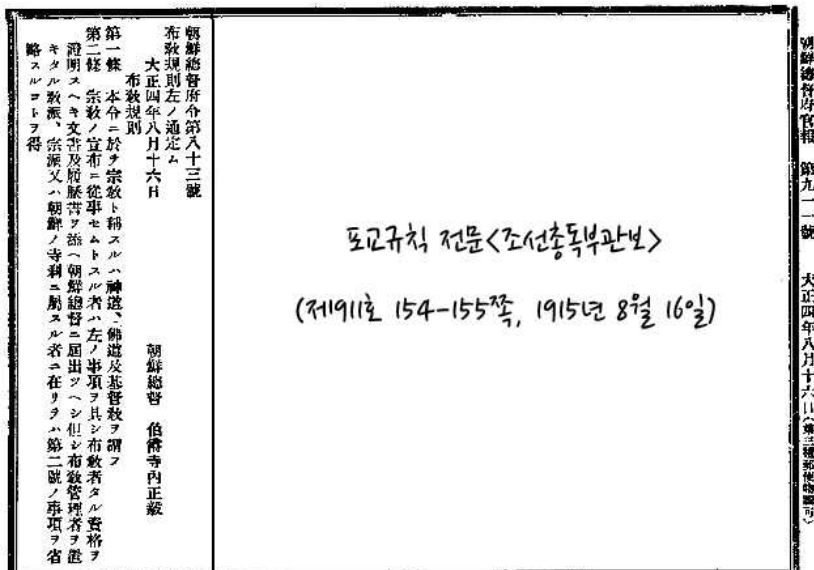 朝鮮總督府官報 第九一一號 大正四年八月十六日(第三種郵便物認可)
포교규칙 전문<조선총독부관보>
(제911호 154-155쪽, 1915년 8월 16일)
朝鮮總督府令第八十三號
布敎規則左ノ通定ム
大正四年八月十六日 朝鮮總督 伯爵寺內正毅
布敎規則
第一條 本令ニ於テ宗敎ト稱スルハ神道、佛道及基督敎ヲ謂フ
第二條 宗敎ノ宣布ニ從事セムトスル者ハ左ノ事項ヲ具シ布敎者タル資格ヲ
證明スヘキ文書及履歷書ヲ添ヘ朝鮮總督ニ屆出ツヘシ但シ布敎管理者ヲ置
キタル敎派、宗派又ハ朝鮮ノ寺刹ニ屬スル者ニ在リテハ第二號ノ事項ヲ省
略スルコトヲ得